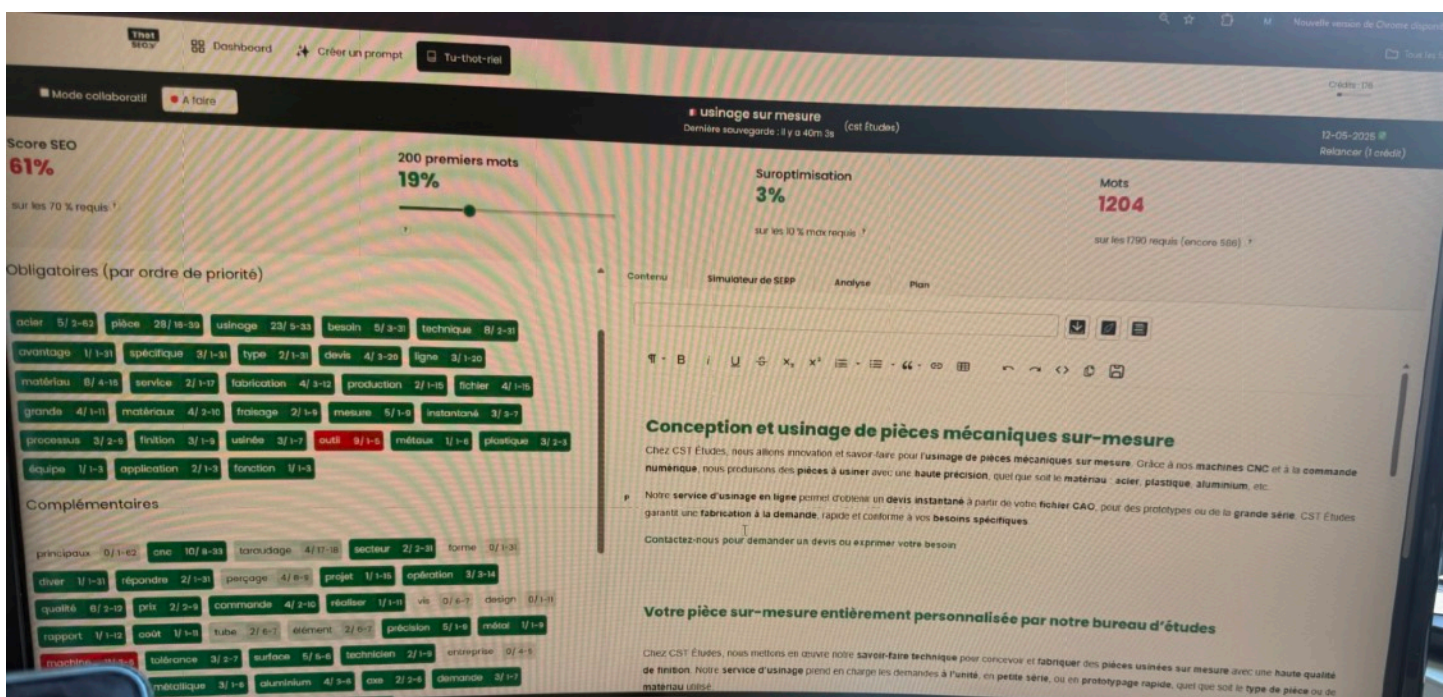 Nouvelle version de Chrome
Thot
SEO
Dashboard
Créer un prompt
Tu-thot-riel
Crédits : 178
Mode collaboratif
A faire
usinage sur mesure
(cst Études)
Dernière sauvegarde : il y a 40m 3s
12-05-2025
Relancer (1 crédit)
Score SEO
61%
sur les 70 % requis
200 premiers mots
19%
Suroptimisation
3%
sur les 10 % max requis
Mots
1204
sur les 1790 requis (encore 586)
Obligatoires (par ordre de priorité)
acier 5/ 2-62 pièce 28/ 16-39 usinage 23/ 5-33 besoin 5/ 3-31 technique 8/ 2-31
avantage 1/ 1-31 spécifique 3/ 1-31 type 2/ 1-31 devis 4/ 3-20 ligne 3/ 1-20
matériau 8/ 4-15 service 2/ 1-17 fabrication 4/ 3-12 production 2/ 1-15 fichier 4/ 1-15
grande 4/ 1-11 matériaux 4/ 2-10 fraisage 2/ 1-9 mesure 5/ 1-9 instantané 3/ 3-7
processus 3/ 2-9 finition 3/ 1-9 usinée 3/ 1-7 outil 9/ 1-5 métaux 1/ 1-6 plastique 3/ 2-3
équipe 1/ 1-3 application 2/ 1-3 fonction 1/ 1-3
Complémentaires
principaux 0/ 1-62 cnc 10/ 8-33 taraudage 4/ 17-18 secteur 2/ 2-31 forme 0/ 1-31
diver 1/ 1-31 répondre 2/ 1-31 perçage 4/ 8-9 projet 1/ 1-15 opération 3/ 3-14
qualité 6/ 2-12 prix 2/ 2-9 commande 4/ 2-10 réaliser 1/ 1-11 vis 0/ 6-7 design 0/ 1-11
rapport 1/ 1-12 coût 1/ 1-11 tube 2/ 6-7 élément 2/ 6-7 précision 5/ 1-9 métal 1/ 1-9
machine tolérance 3/ 2-7 surface 5/ 5-6 technicien 2/ 1-9 entreprise 0/ 4-5
métallique 3/ 1-6 aluminium 4/ 3-6 axe 2/ 2-6 demande 3/ 1-7
Contenu
Simulateur de SERP
Analyse
Plan
Conception et usinage de pièces mécaniques sur-mesure
Chez CST Études, nous allions innovation et savoir-faire pour l'usinage de pièces mécaniques sur mesure. Grâce à nos machines CNC et à la commande
numérique, nous produisons des pièces à usiner avec une haute précision, quel que soit le matériau : acier, plastique, aluminium, etc.
P
Notre service d'usinage en ligne permet d'obtenir un devis instantané à partir de votre fichier CAO, pour des prototypes ou de la grande série. CST Études
garantit une fabrication à la demande, rapide et conforme à vos besoins spécifiques
Contactez-nous pour demander un devis ou exprimer votre besoin
Votre pièce sur-mesure entièrement personnalisée par notre bureau d'études
Chez CST Études, nous mettons en œuvre notre savoir-faire technique pour concevoir et fabriquer des pièces usinées sur mesure avec une haute qualité
de finition. Notre service d'usinage prend en charge les demandes à l'unité, en petite série, ou en prototypage rapide, quel que soit le type de pièce ou de
matériau utilisé